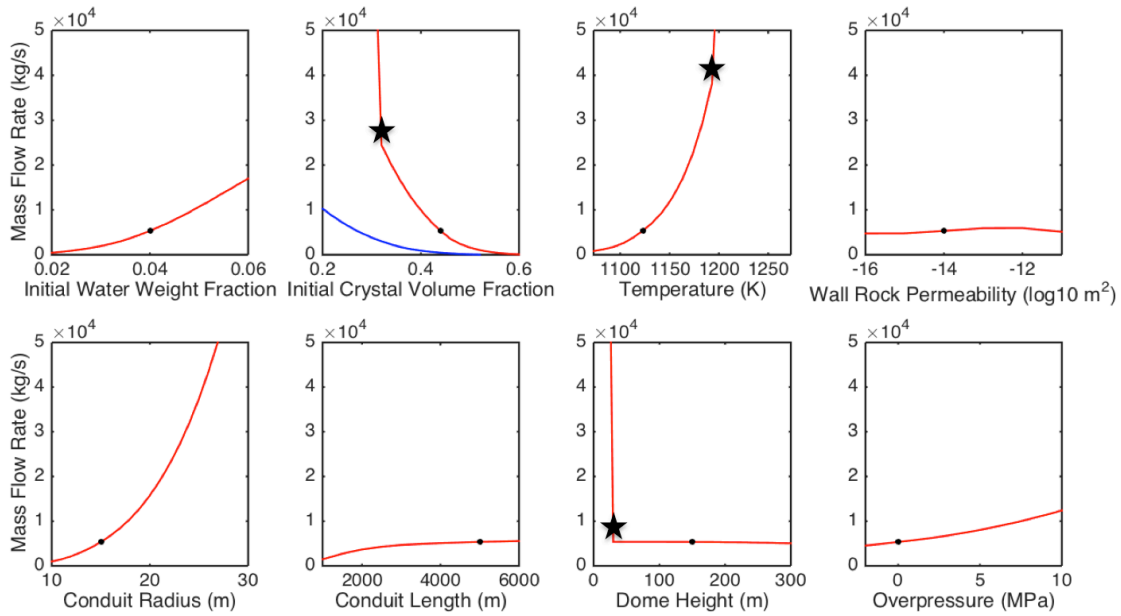 ×10⁴ ×10⁴ ×10⁴ ×10⁴
5 5 5 5
4 4 4 4
3 3 3 3
2 2 2 2
1 1 1 1
0 0 0 0
Mass Flow Rate (kg/s)
0.02 0.04 0.06 0.2 0.4 0.6 1100 1150 1200 1250 -16 -14 -12
Initial Water Weight Fraction Initial Crystal Volume Fraction Temperature (K) Wall Rock Permeability (log10 m²)
×10⁴ ×10⁴ ×10⁴ ×10⁴
5 5 5 5
4 4 4 4
3 3 3 3
2 2 2 2
1 1 1 1
0 0 0 0
Mass Flow Rate (kg/s)
10 20 30 2000 4000 6000 0 100 200 300 0 5 10
Conduit Radius (m) Conduit Length (m) Dome Height (m) Overpressure (MPa)